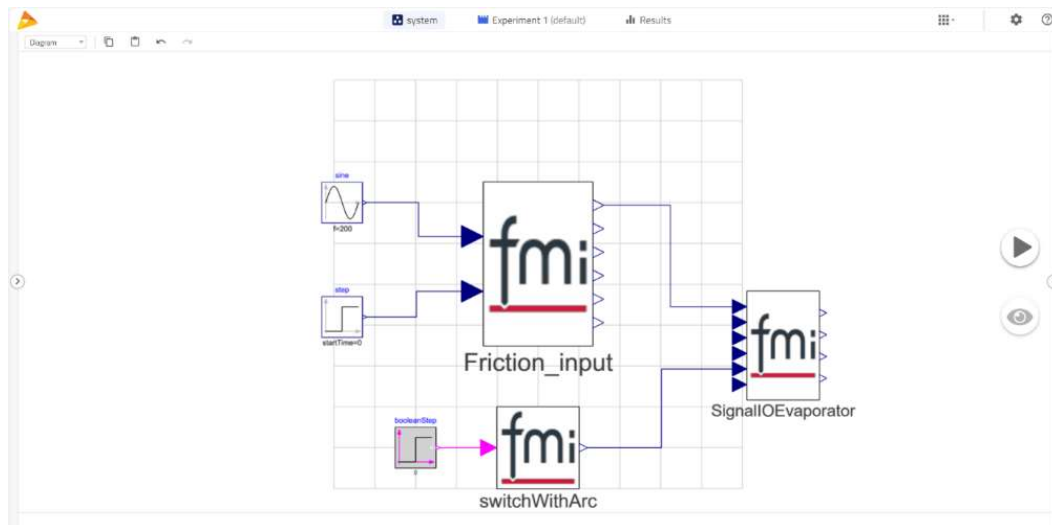 system
Experiment 1 (default)
Results
Diagram
sine
f=200
fmi
step
startTime=0
Friction_input
fmi
SignalIOEvaporator
booleanStep
fmi
switchWithArc